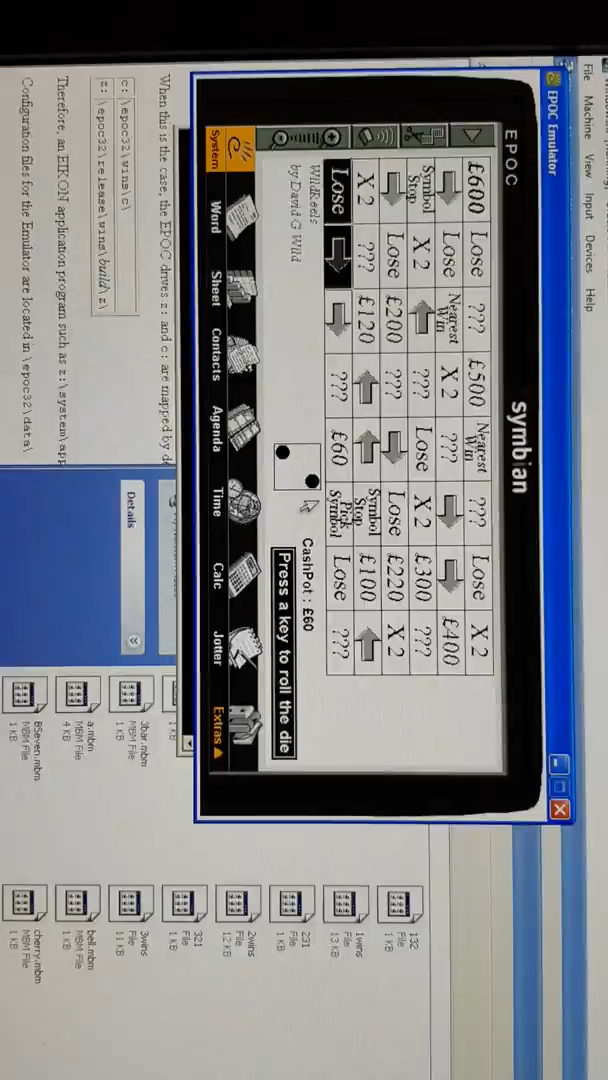 File Machine View Input Devices Help
EPOC Emulator
symbian
EPOC
£600 Lose ??? £500 Nearest Win ??? Lose X 2
Lose Nearest Win X 2 ??? £400
Symbol Stop X 2 ??? Lose X 2 £300 ???
Lose £200 ??? Lose £220 X 2
X 2 ??? £120 Symbol Stop £100
Lose ??? £60 Pick Symbol Lose ???
WildReels
by David G Wild
CashPot : £60
Press a key to roll the die
System Word Sheet Contacts Agenda Time Calc Jotter Extras
When this is the case, the EPOC drives z: and c: are mapped by
c: \epoc32\wins\c\
z: \epoc32\release\wins\build\z\
Therefore, an EIKON application program such as z:\system\app
Configuration files for the Emulator are located in \epoc32\data\
Details
132
File
1 KB
1wins
File
13 KB
231
File
1 KB
2wins
File
12 KB
321
File
1 KB
1 KB
3bar.mbm
MBM File
1 KB
3wins
File
11 KB
a.mbm
MBM File
4 KB
bell.mbm
MBM File
1 KB
BSeven.mbm
MBM File
1 KB
cherry.mbm
MBM File
1 KB